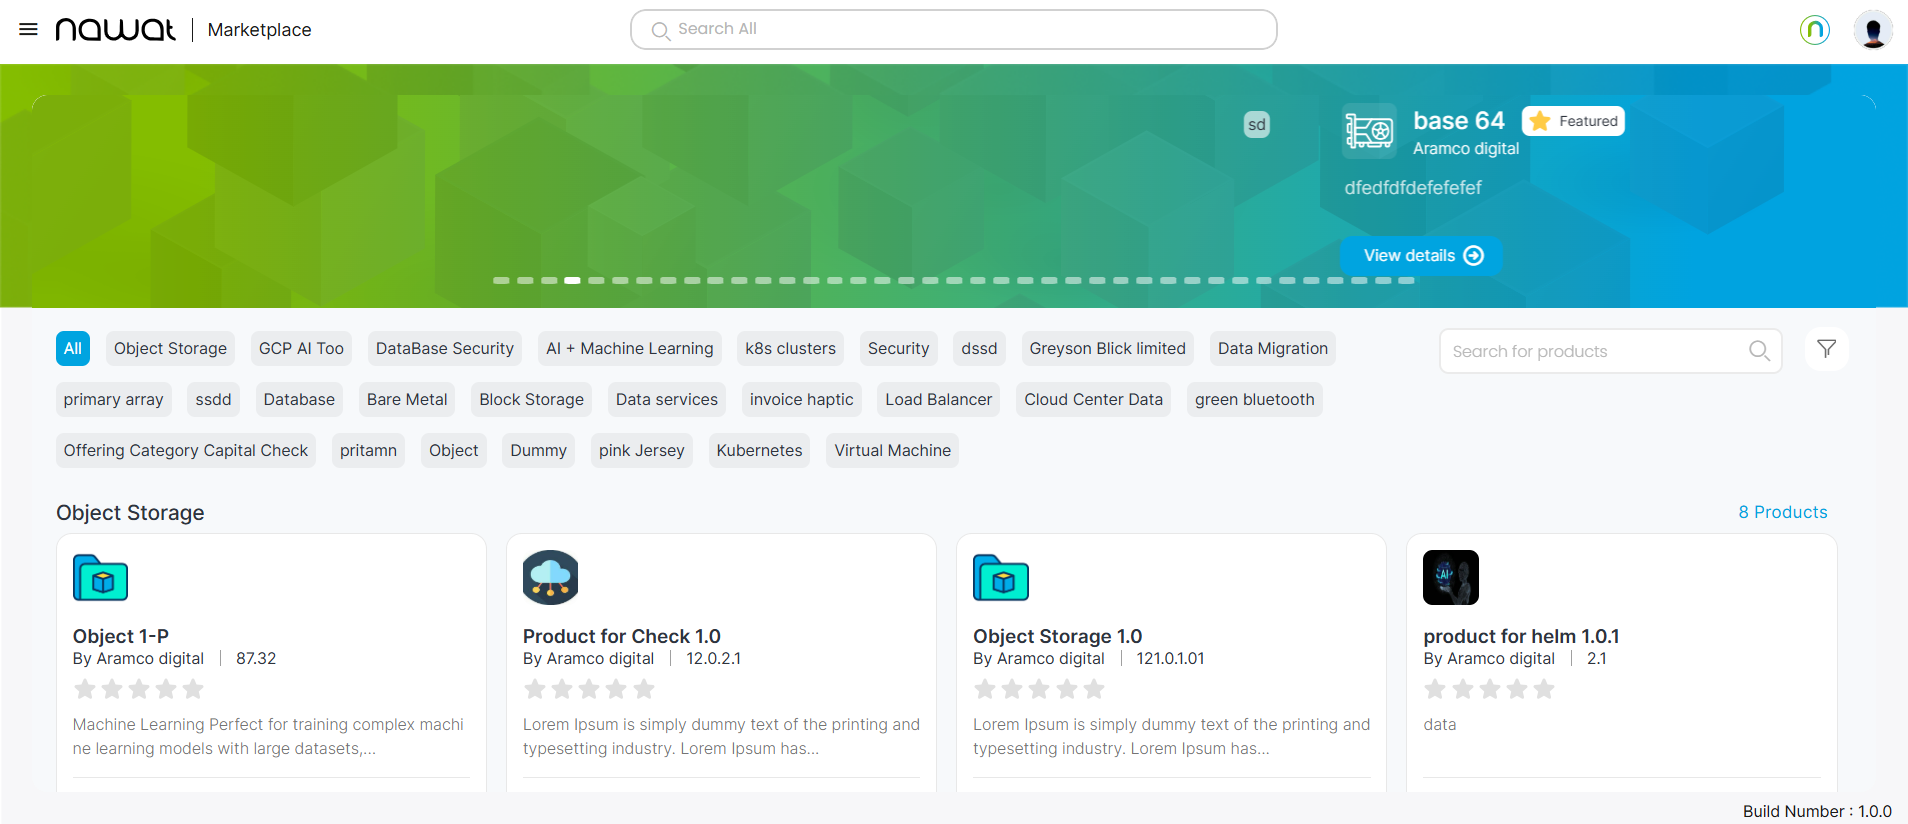 nawat | Marketplace
Search All
n
sd
base 64
Featured
Aramco digital
dfedfdfdefefefef
View details
All
Object Storage
GCP AI Too
DataBase Security
AI + Machine Learning
k8s clusters
Security
dssd
Greyson Blick limited
Data Migration
Search for products
primary array
ssdd
Database
Bare Metal
Block Storage
Data services
invoice haptic
Load Balancer
Cloud Center Data
green bluetooth
Offering Category Capital Check
pritamn
Object
Dummy
pink Jersey
Kubernetes
Virtual Machine
Object Storage
8 Products
Object 1-P
By Aramco digital | 87.32
Machine Learning Perfect for training complex machi
ne learning models with large datasets,...
Product for Check 1.0
By Aramco digital | 12.0.2.1
Lorem Ipsum is simply dummy text of the printing and
typesetting industry. Lorem Ipsum has...
Object Storage 1.0
By Aramco digital | 121.0.1.01
Lorem Ipsum is simply dummy text of the printing and
typesetting industry. Lorem Ipsum has...
AI
product for helm 1.0.1
By Aramco digital | 2.1
data
Build Number : 1.0.0